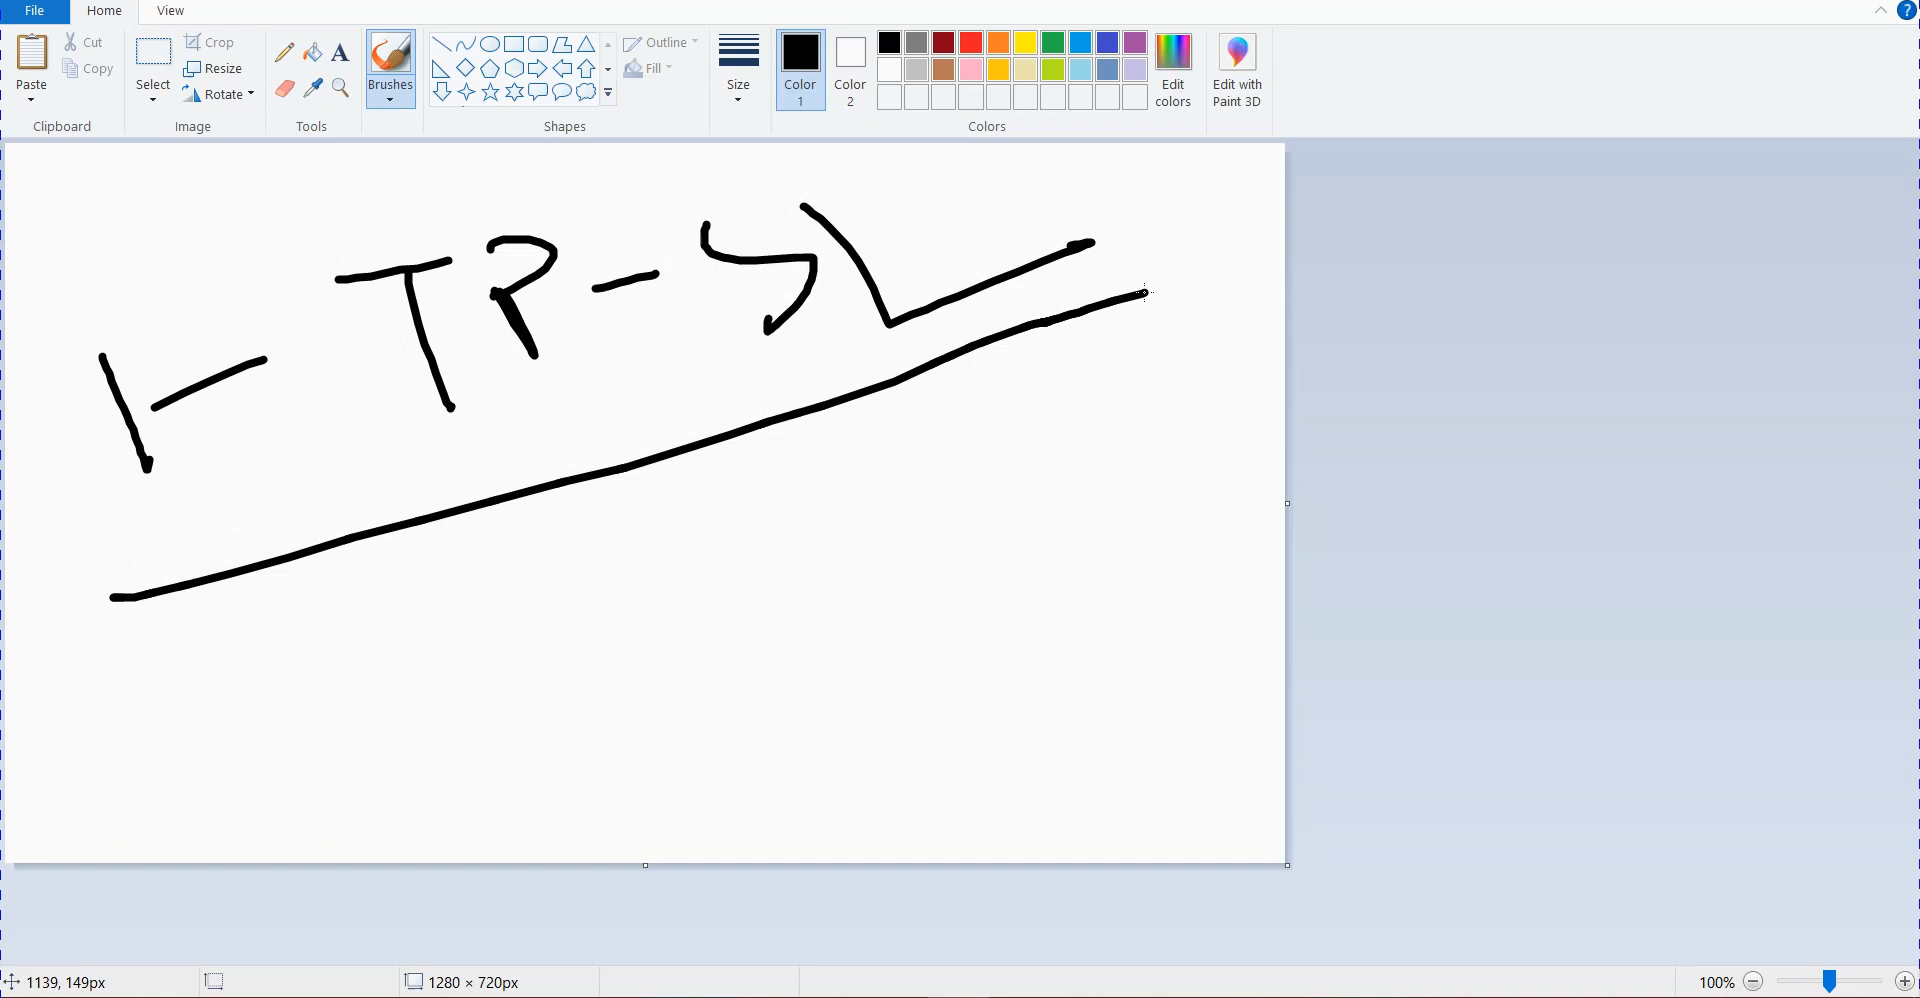 File Home View
Paste Cut Copy Clipboard
Select Crop Resize Rotate Image
Tools
Brushes
Outline Fill Shapes
Size
Color 1 Color 2 Edit colors Colors
Edit with Paint 3D
1139, 149px 1280 × 720px 100%